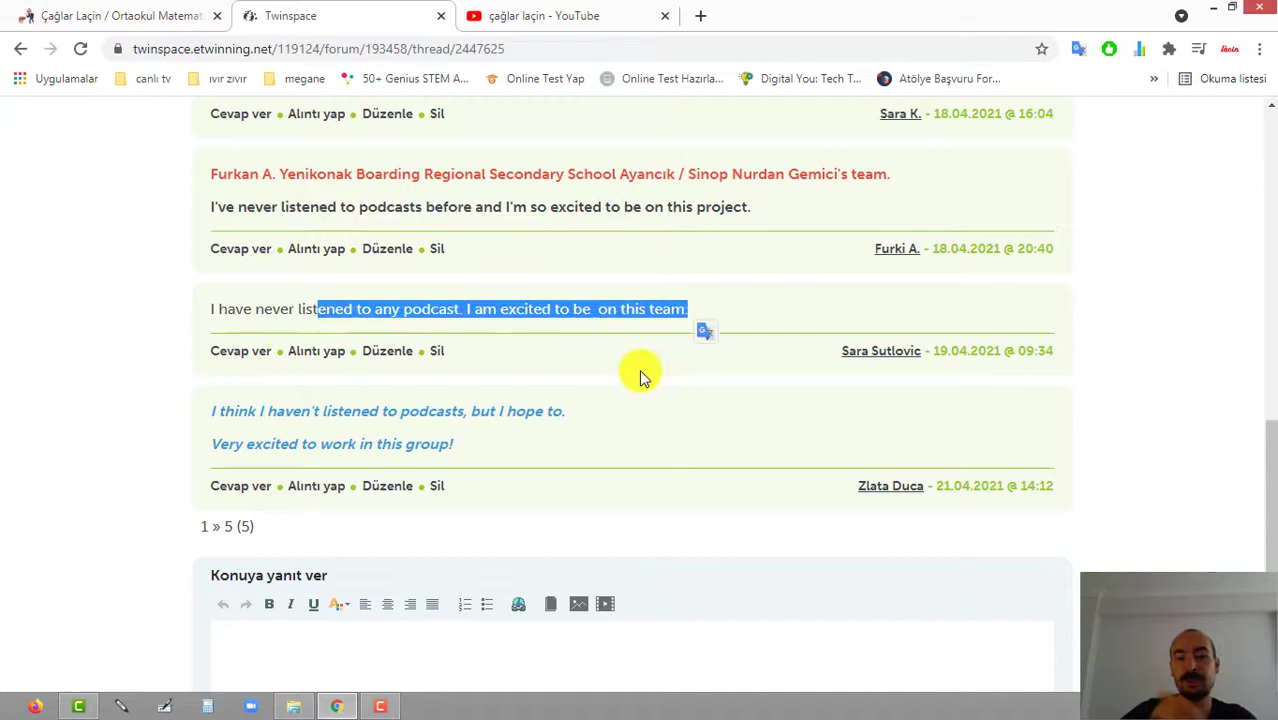 Çağlar Laçin / Ortaokul Matemat
Twinspace
çağlar laçin - YouTube
twinspace.etwinning.net/119124/forum/193458/thread/2447625
Uygulamalar
canlı tv
ıvır zıvır
megane
50+ Genius STEM A...
Online Test Yap
Online Test Hazırla...
Digital You: Tech T...
Atölye Başvuru For...
»
Okuma listesi
Cevap ver • Alıntı yap • Düzenle • Sil
Sara K. - 18.04.2021 @ 16:04
Furkan A. Yenikonak Boarding Regional Secondary School Ayancık / Sinop Nurdan Gemici's team.
I've never listened to podcasts before and I'm so excited to be on this project.
Cevap ver • Alıntı yap • Düzenle • Sil
Furki A. - 18.04.2021 @ 20:40
I have never listened to any podcast. I am excited to be  on this team.
Cevap ver • Alıntı yap • Düzenle • Sil
Sara Sutlovic - 19.04.2021 @ 09:34
I think I haven't listened to podcasts, but I hope to.
Very excited to work in this group!
Cevap ver • Alıntı yap • Düzenle • Sil
Zlata Duca - 21.04.2021 @ 14:12
1 » 5 (5)
Konuya yanıt ver
B I U A